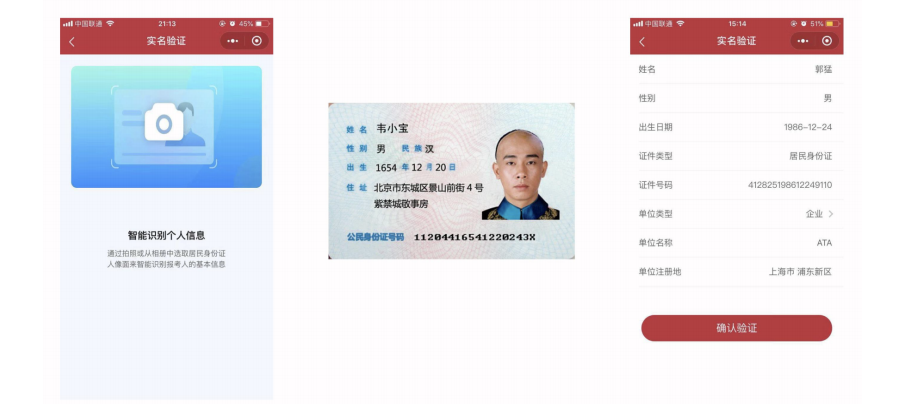 中国联通
21:13
45%
实名验证
智能识别个人信息
通过拍照或从相册中选取居民身份证
人像面来智能识别报考人的基本信息
姓名 韦小宝
性别 男 民族 汉
出生 1654 年 12 月 20 日
住址 北京市东城区景山前街 4 号
紫禁城敬事房
公民身份证号码 11204416541220243X
中国联通
15:14
51%
实名验证
姓名 郭猛
性别 男
出生日期 1986-12-24
证件类型 居民身份证
证件号码 412825198612249110
单位类型 企业 >
单位名称 ATA
单位注册地 上海市 浦东新区
确认验证